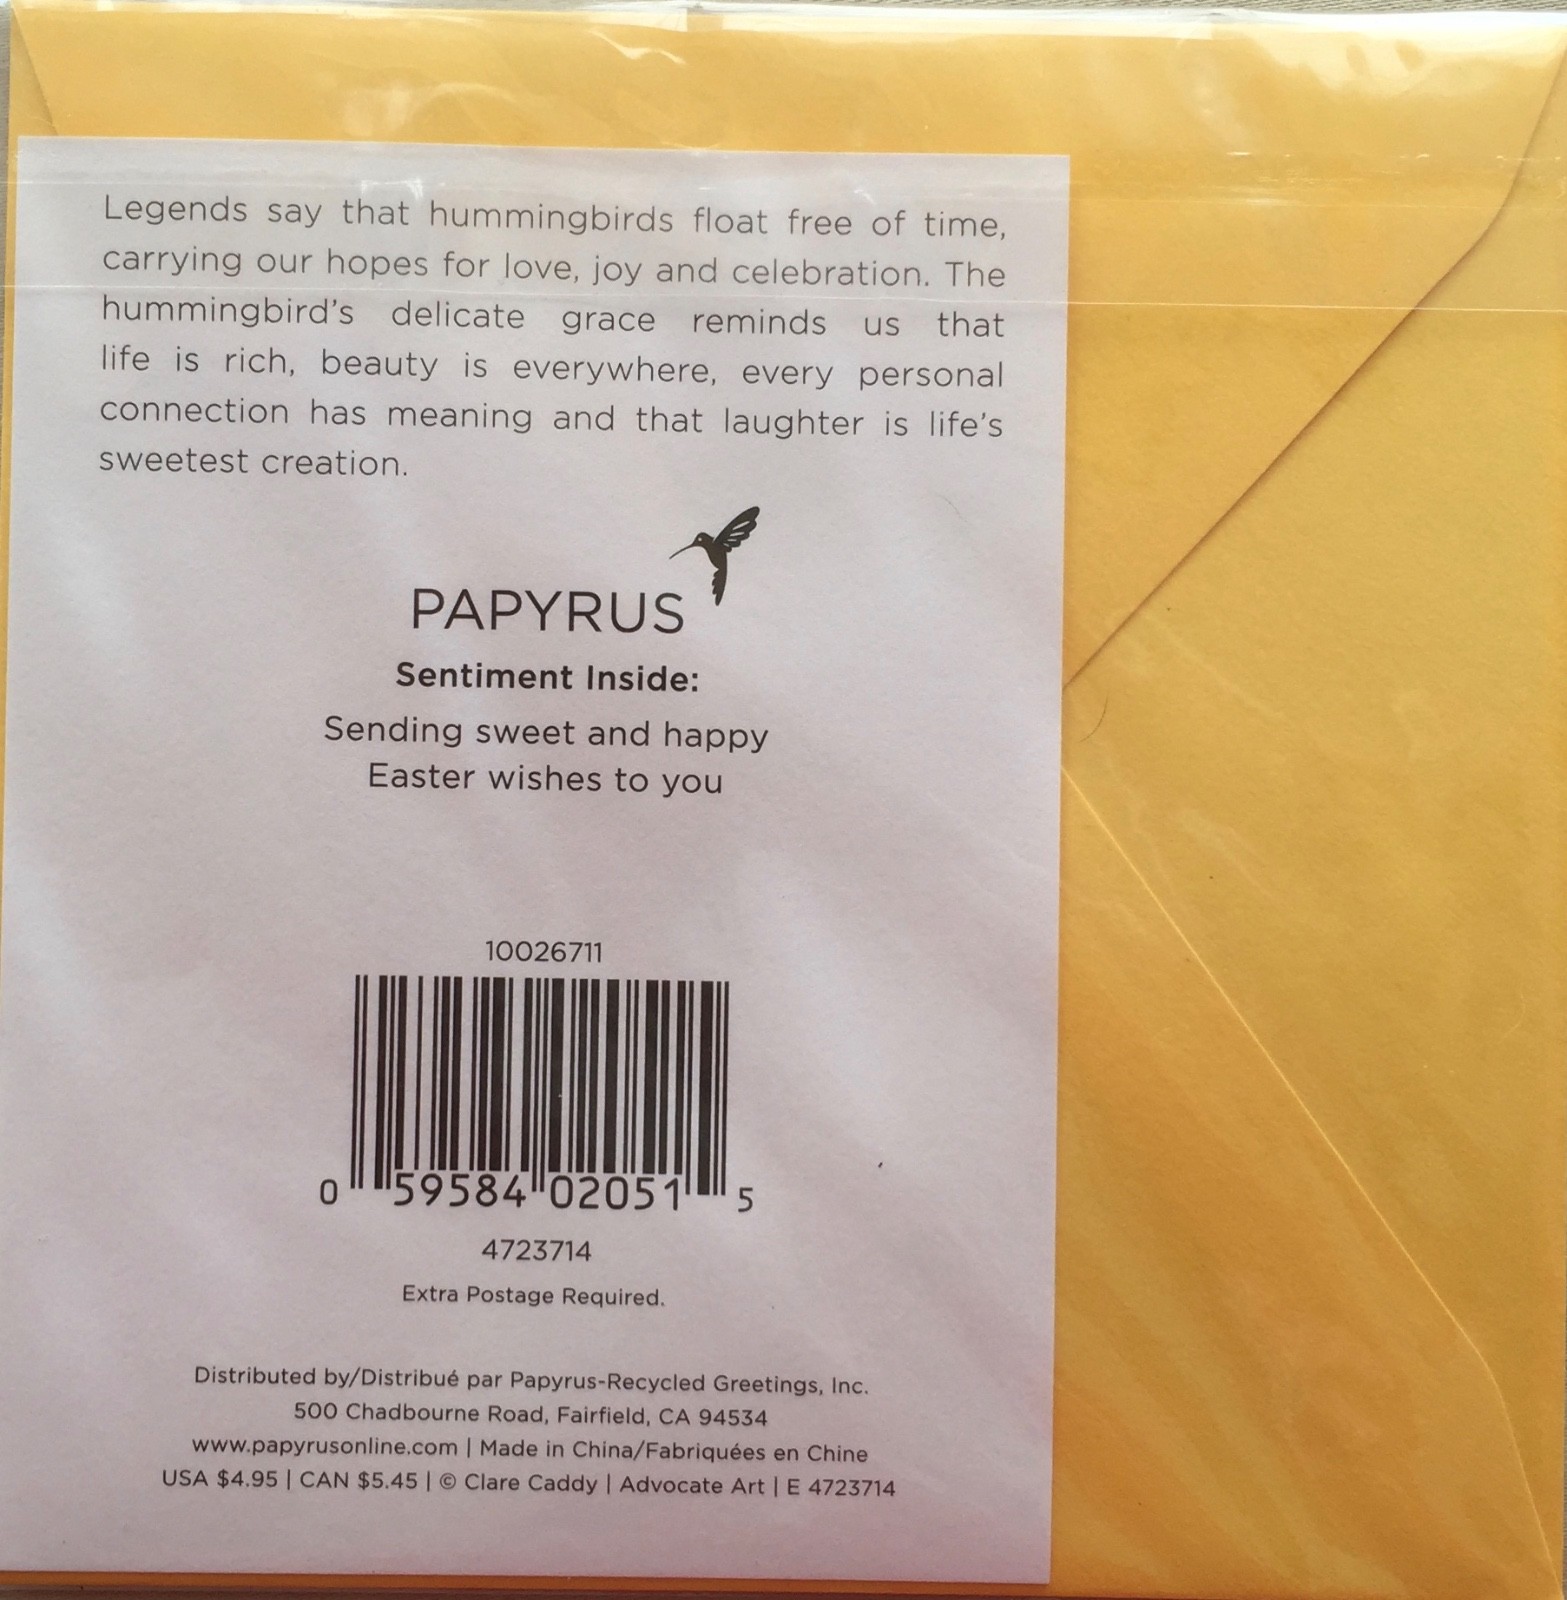 Legends say that hummingbirds float free of time,
carrying our hopes for love, joy and celebration. The
hummingbird's delicate grace reminds us that
life is rich, beauty is everywhere, every personal
connection has meaning and that laughter is life's
sweetest creation.
PAPYRUS
Sentiment Inside:
Sending sweet and happy
Easter wishes to you
10026711
0 59584 02051 5
4723714
Extra Postage Required.
Distributed by/Distribué par Papyrus-Recycled Greetings, Inc.
500 Chadbourne Road, Fairfield, CA 94534
www.papyrusonline.com | Made in China/Fabriquées en Chine
USA $4.95 | CAN $5.45 | © Clare Caddy | Advocate Art | E 4723714